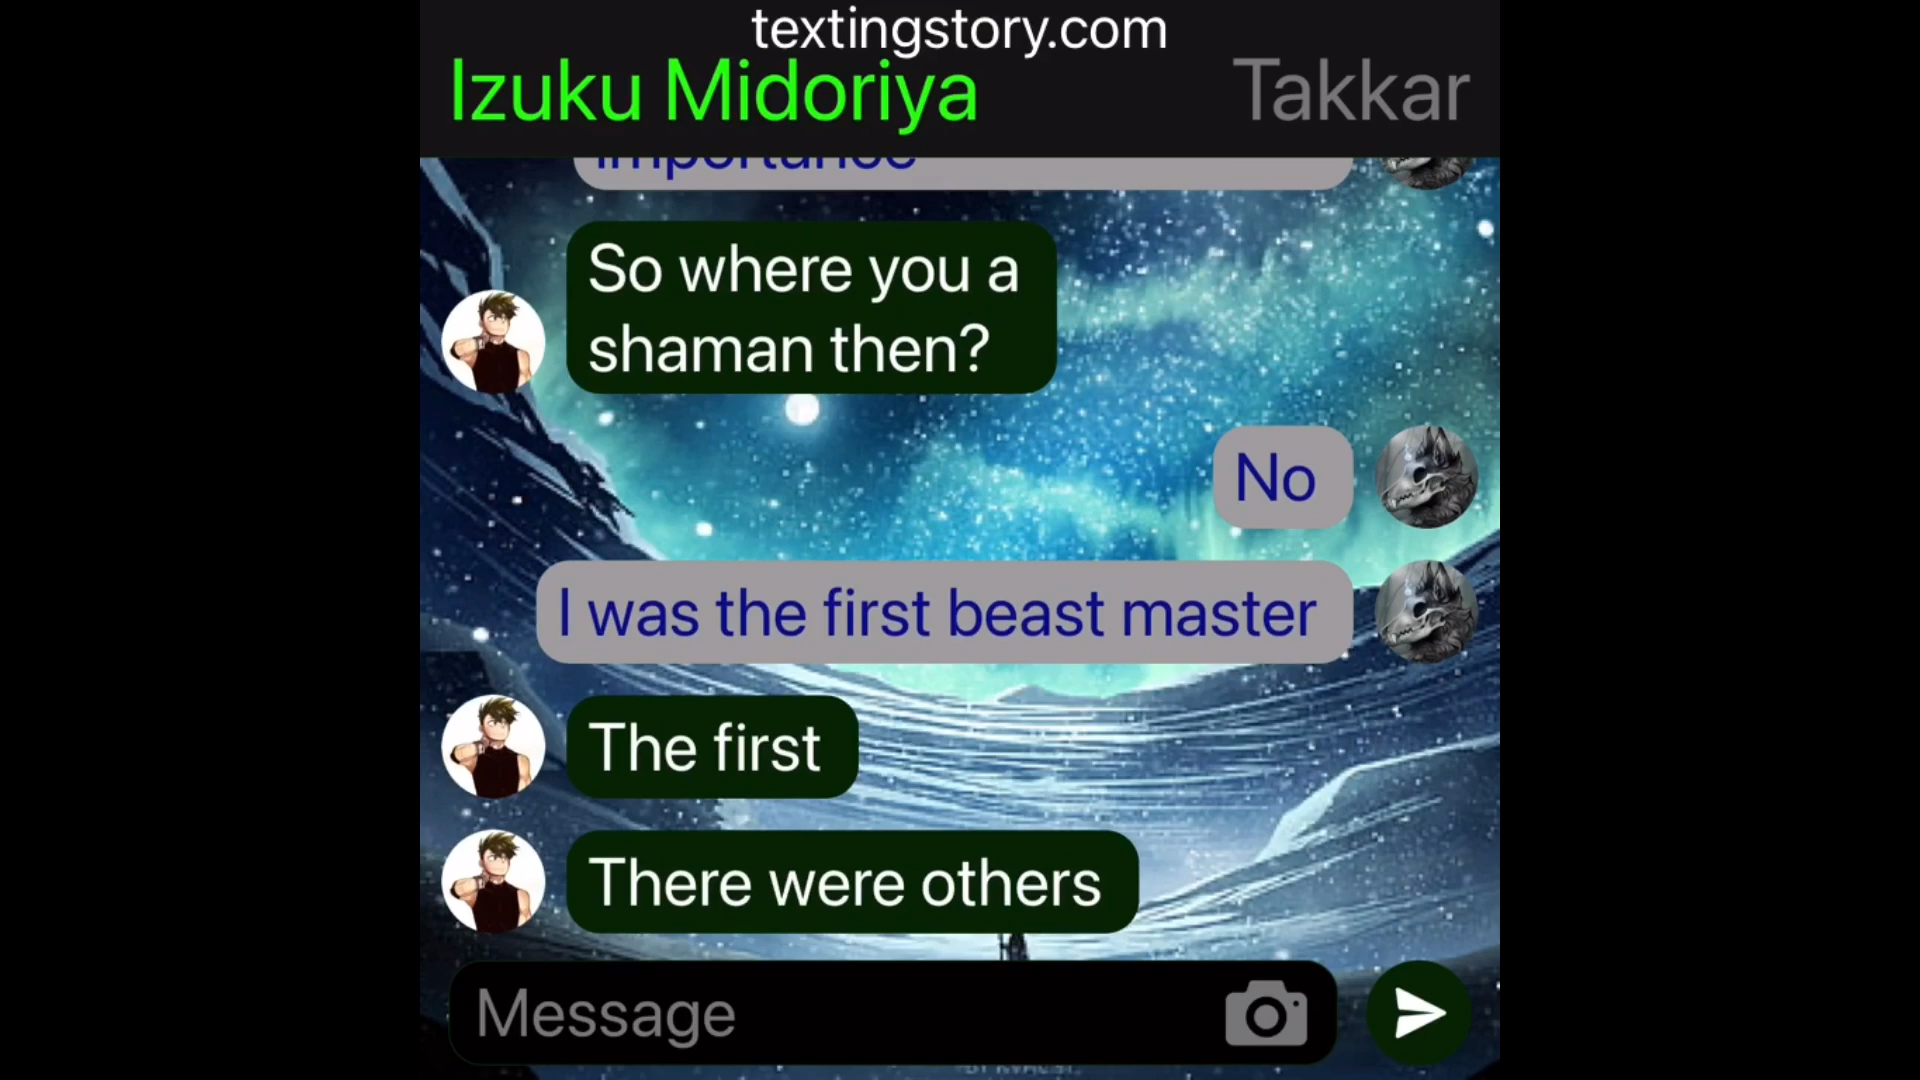 textingstory.com
Izuku Midoriya
Takkar
importance
So where you a
shaman then?
No
I was the first beast master
The first
There were others
Message